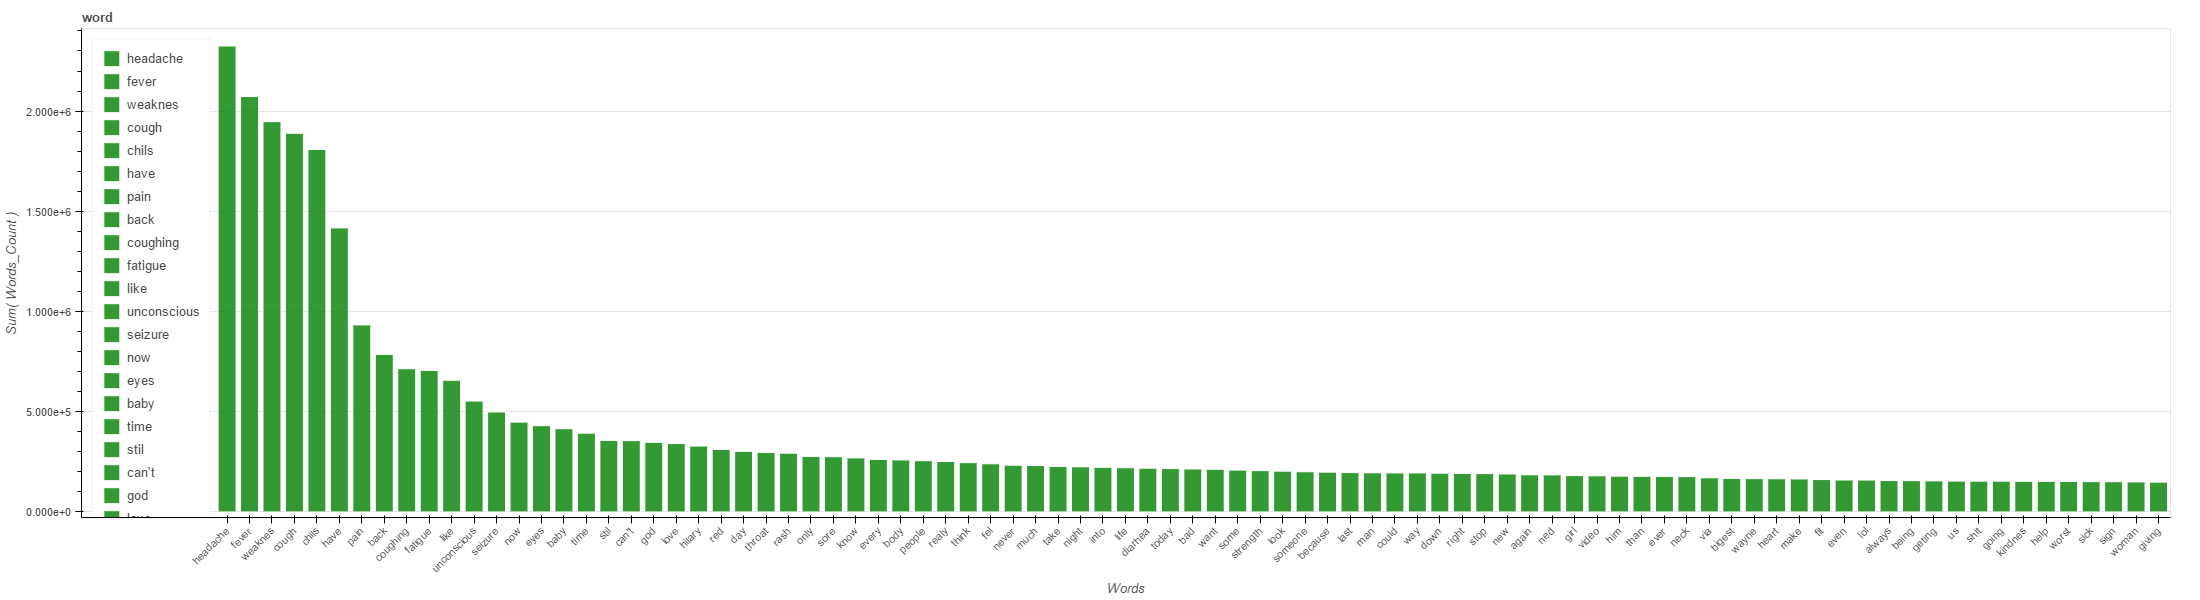 word
headache
fever
weaknes
cough
chils
have
pain
back
coughing
fatigue
like
unconscious
seizure
now
eyes
baby
time
stil
can't
god
Sum( Words_Count )
2.000e+6
1.500e+6
1.000e+6
5.000e+5
0.000e+0
headache fever weaknes cough chils have pain back coughing fatigue like unconscious seizure now eyes baby time stil can't god love hilary red day throat rash only sore know every body people realy think fel never much take night into life diarhea today bad want some strength look someone because last man could way down right stop new again ned girl video him than ever neck via bigest wayne heart make fit even lol always being geting us shit going kindnes help worst sick sign woman giving
Words